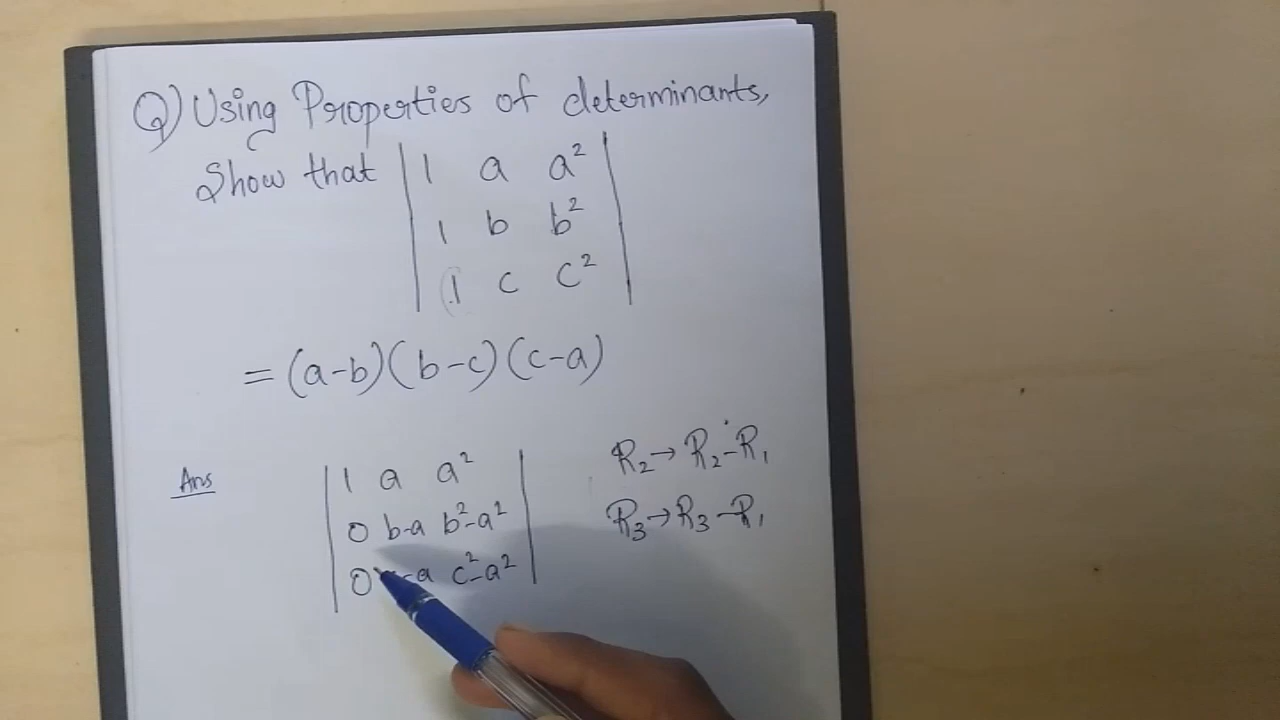 Q) Using Properties of determinants,
Show that | 1 a a² |
| 1 b b² |
| 1 c c² |
= (a-b)(b-c)(c-a)
Ans | 1 a a² | R₂→R₂-R₁
| 0 b-a b²-a² |
| 0 -a c²-a² | R₃→R₃-R₁